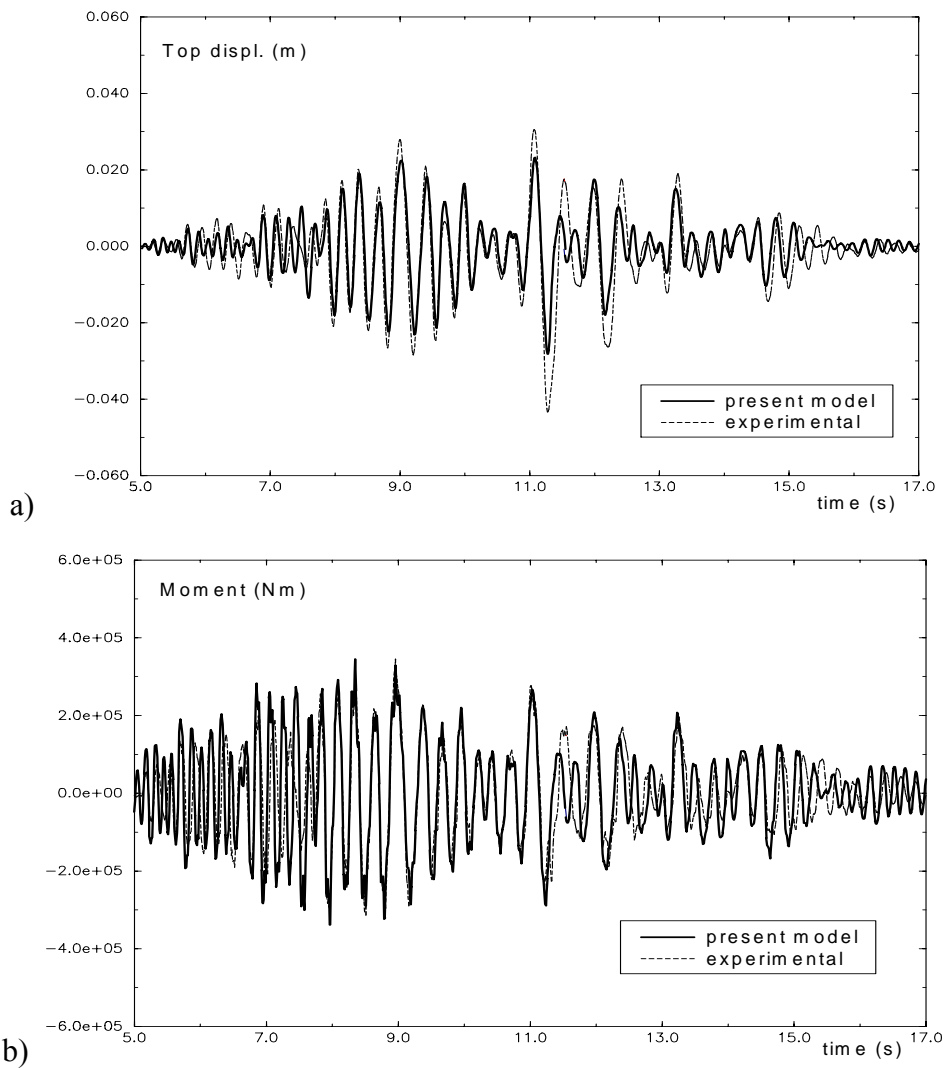 0.060
Top displ. (m)
0.040
0.020
0.000
−0.020
−0.040
present model
experimental
−0.060
5.0 7.0 9.0 11.0 13.0 15.0 17.0
time (s)
a)
6.0e+05
Moment (Nm)
4.0e+05
2.0e+05
0.0e+00
−2.0e+05
−4.0e+05
present model
experimental
−6.0e+05
5.0 7.0 9.0 11.0 13.0 15.0 17.0
time (s)
b)